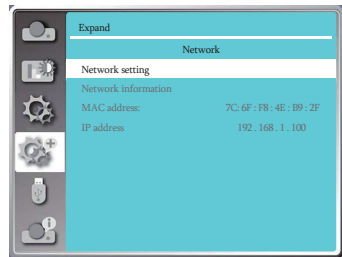 Expand
Network
Network setting
Network information
MAC address: 7C: 6F : F8 : 4E : B9 : 2F
IP address 192 . 168 . 1 . 100